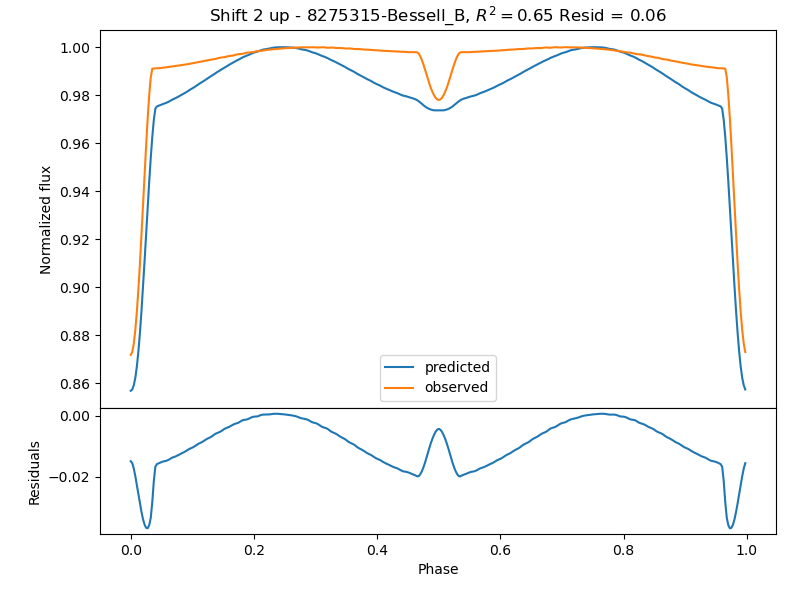 Shift 2 up - 8275315-Bessell_B, $R^2 = 0.65$ Resid = 0.06
1.00
0.98
0.96
0.94
0.92
0.90
0.88
0.86
Normalized flux
predicted
observed
0.00
−0.02
Residuals
0.0 0.2 0.4 0.6 0.8 1.0
Phase